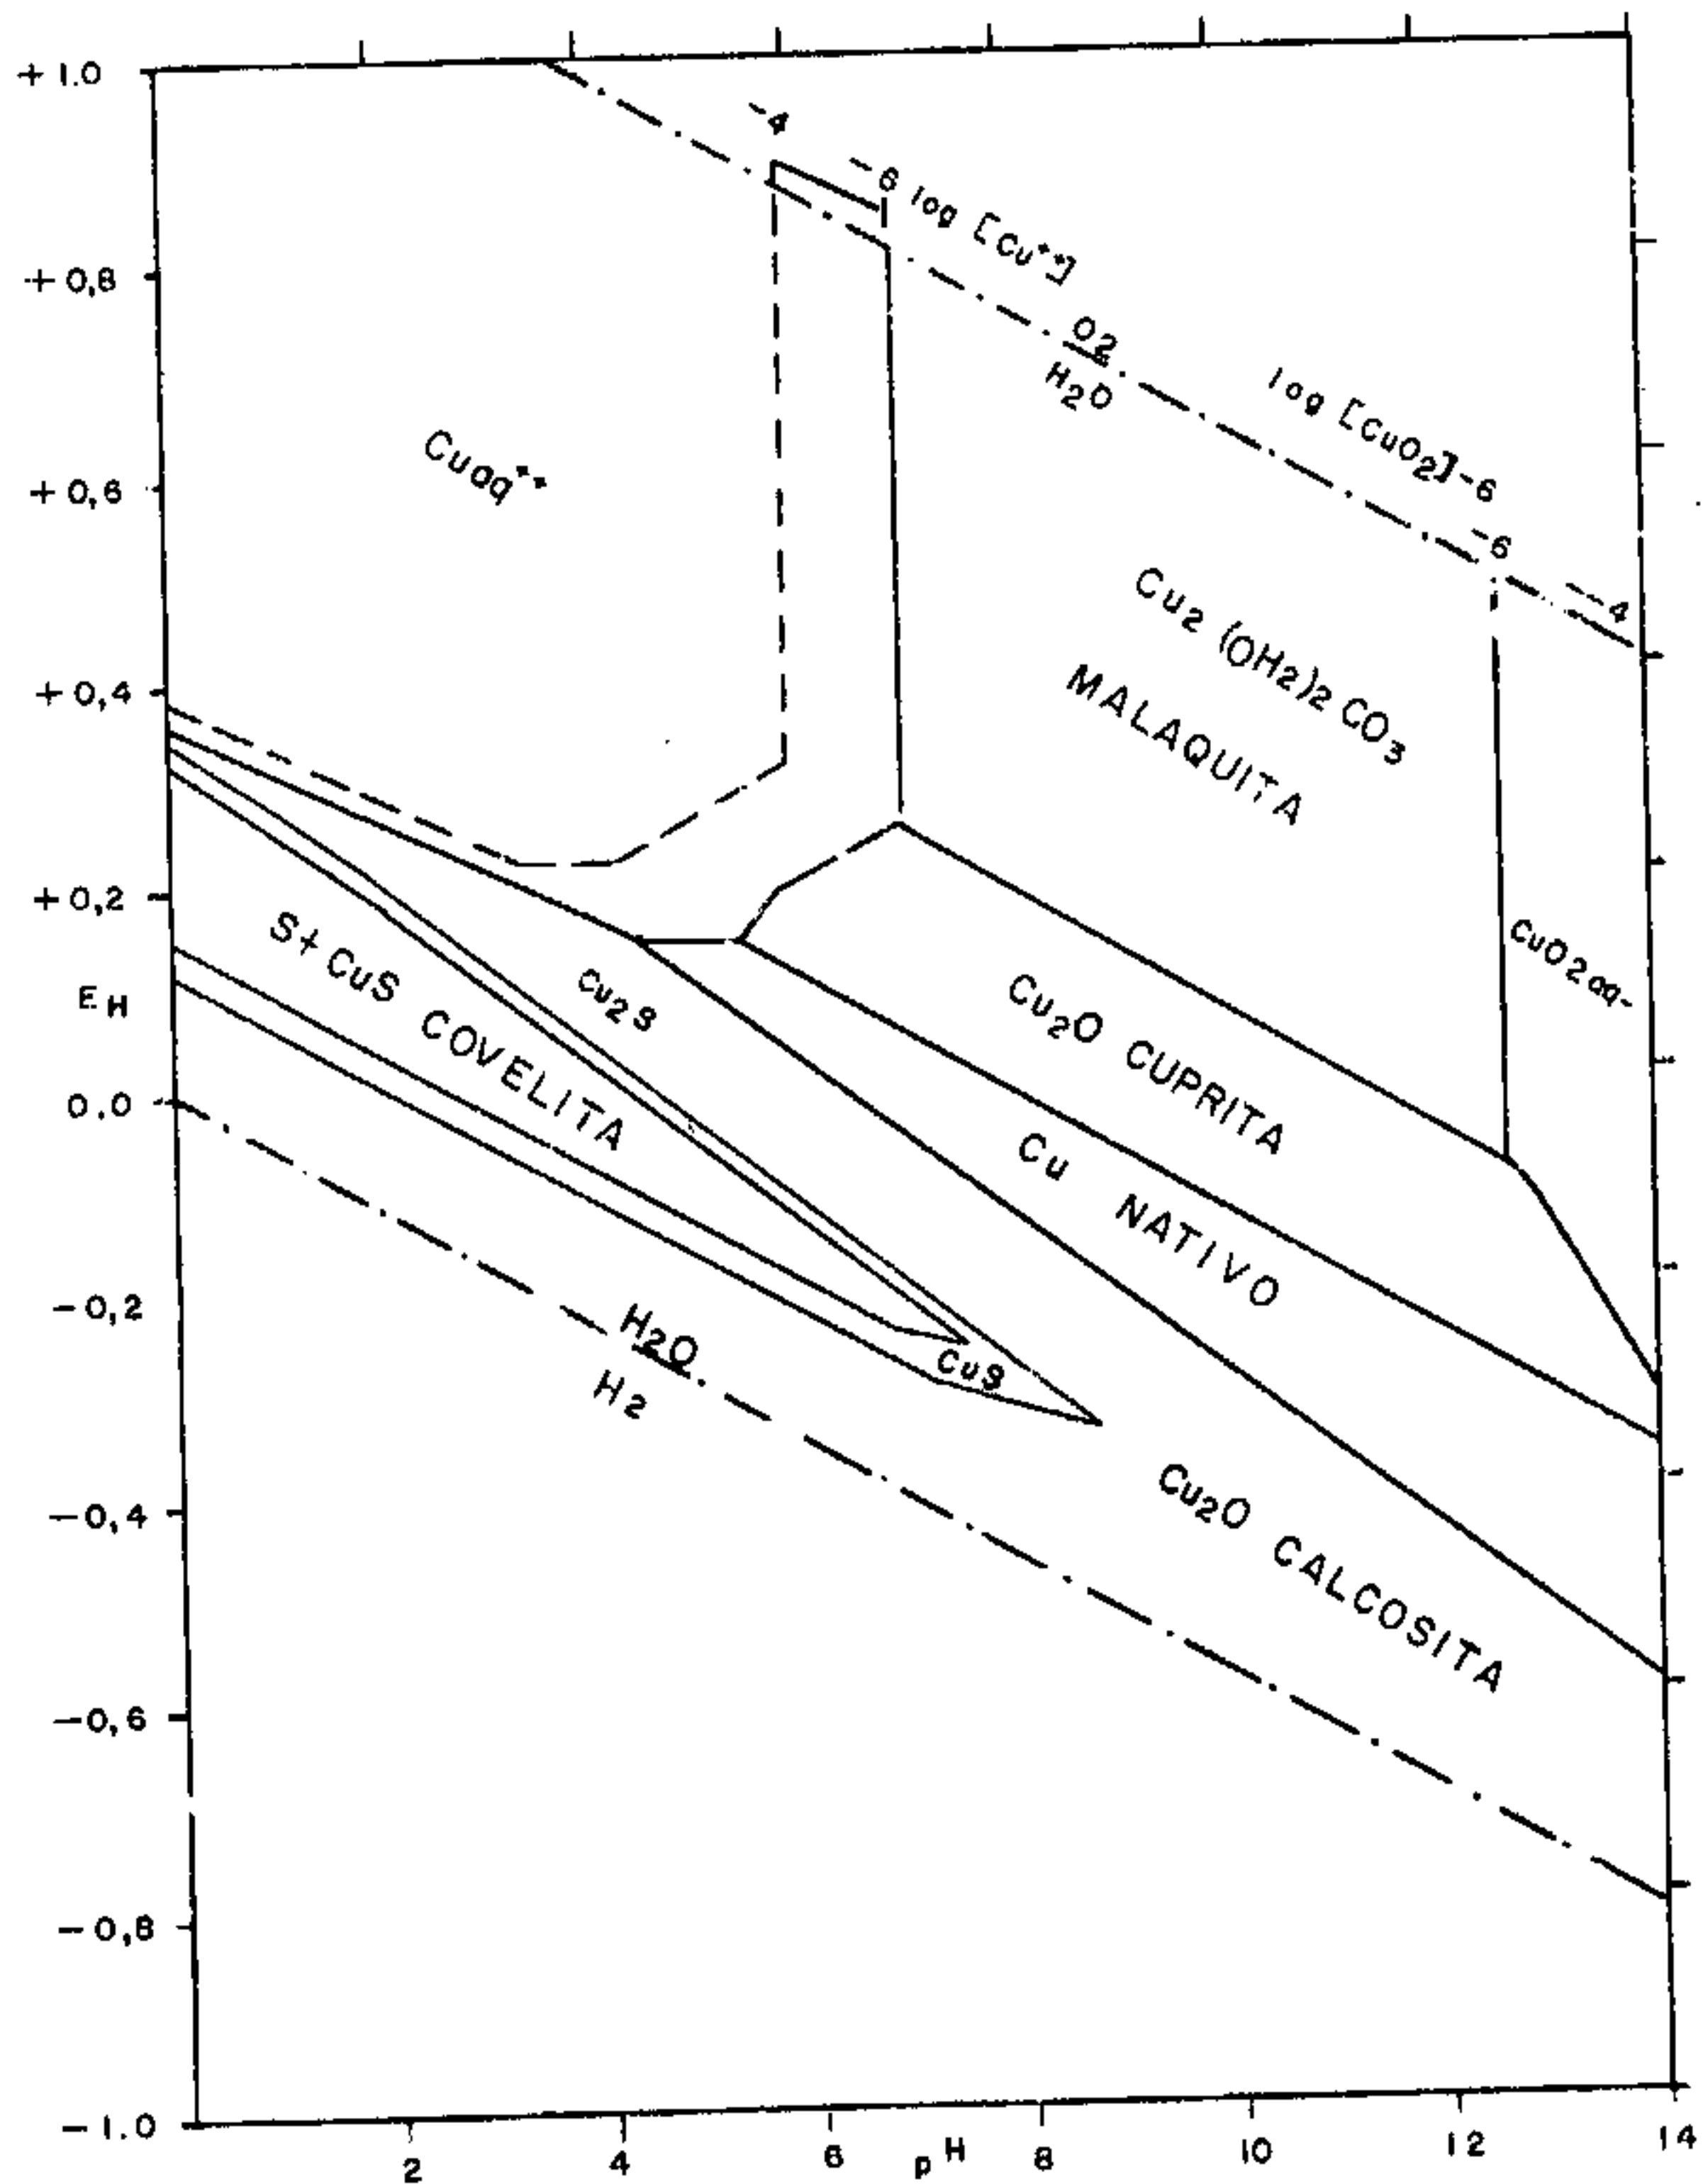 +1.0
-4
-6 log [Cu++]
+0,8
O2
H2O
log [CuO2]-6
Cuaq++
+0,6
-6
-4
Cu2 (OH2)2 CO3
MALAQUITA
+0,4
+0,2
S+ CuS COVELITA
Cu2S
CuO2aq-
EH
Cu2O CUPRITA
0.0
Cu NATIVO
-0,2
H2O
H2
CuS
-0,4
Cu2O CALCOSITA
-0,6
-0,8
-1.0
2 4 6 pH 8 10 12 14